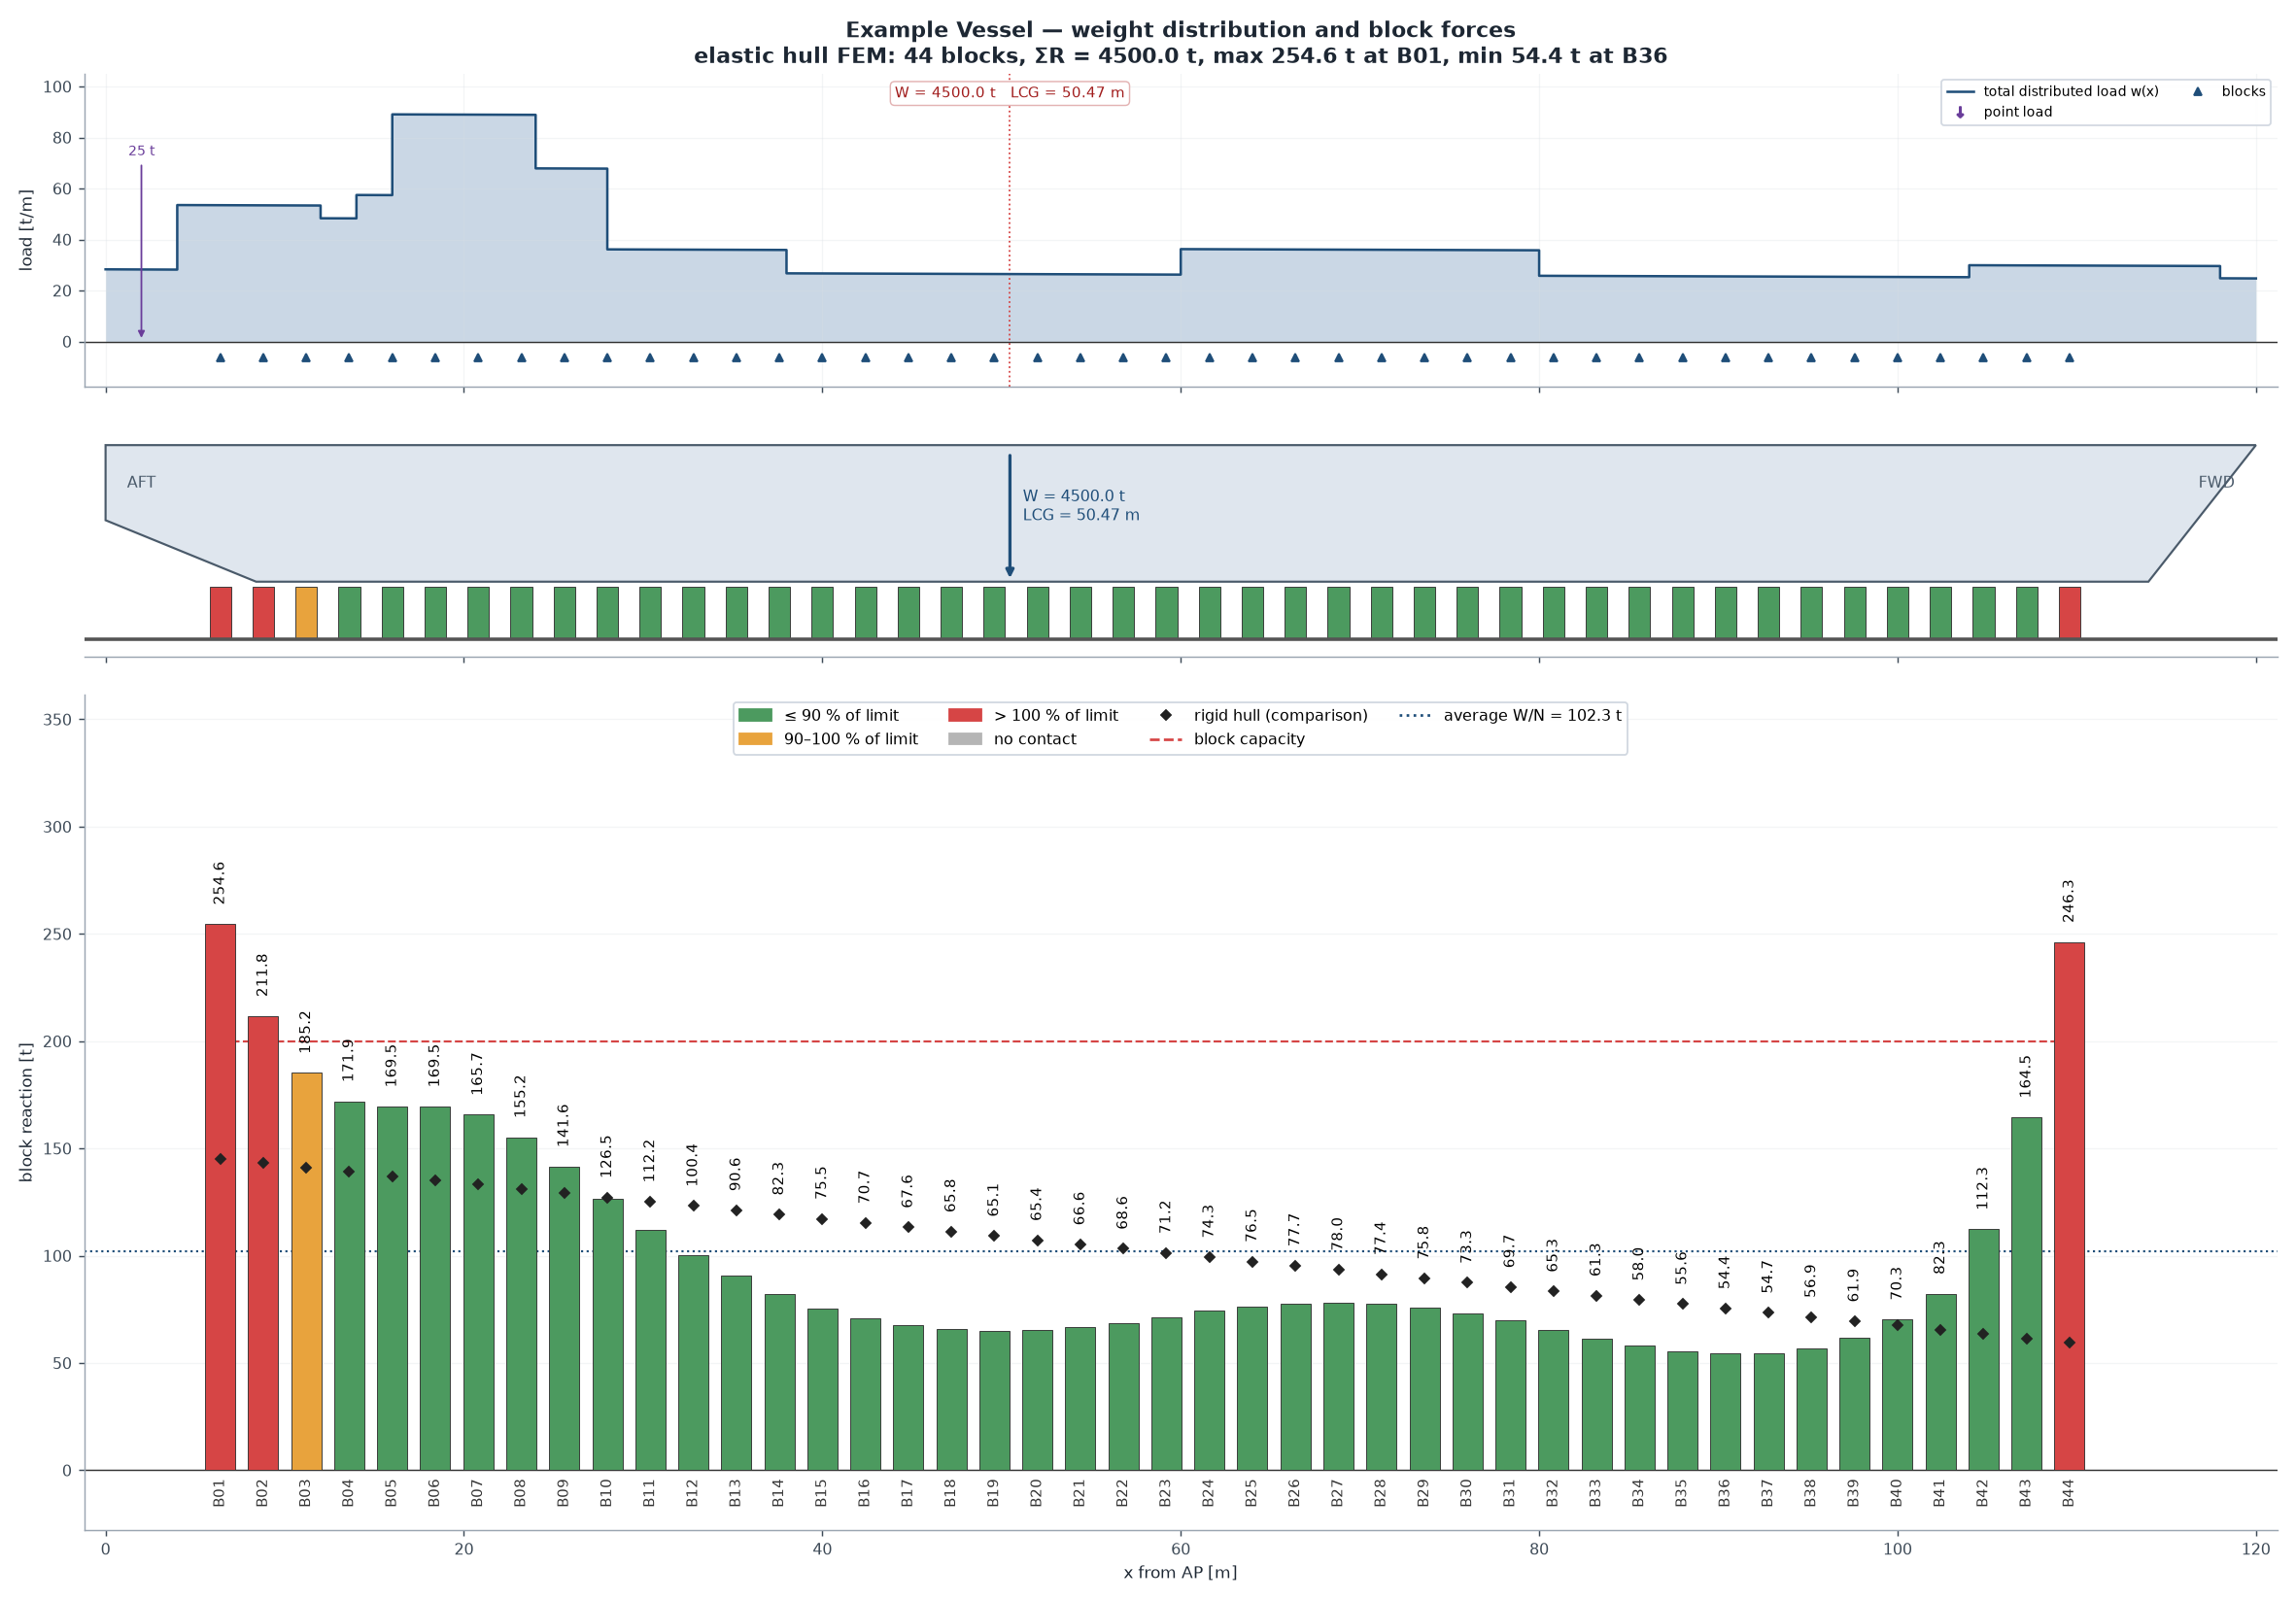 Example Vessel — weight distribution and block forces
elastic hull FEM: 44 blocks, ΣR = 4500.0 t, max 254.6 t at B01, min 54.4 t at B36
load [t/m]
100
80
60
40
20
0
25 t
W = 4500.0 t LCG = 50.47 m
total distributed load w(x)
point load
blocks
AFT
W = 4500.0 t
LCG = 50.47 m
FWD
block reaction [t]
350
300
250
200
150
100
50
0
≤ 90 % of limit
90–100 % of limit
> 100 % of limit
no contact
rigid hull (comparison)
block capacity
average W/N = 102.3 t
254.6
211.8
185.2
171.9
169.5
169.5
165.7
155.2
141.6
126.5
112.2
100.4
90.6
82.3
75.5
70.7
67.6
65.8
65.1
65.4
66.6
68.6
71.2
74.3
76.5
77.7
78.0
77.4
75.8
73.3
69.7
65.3
61.3
58.0
55.6
54.4
54.7
56.9
61.9
70.3
82.3
112.3
164.5
246.3
B01
B02
B03
B04
B05
B06
B07
B08
B09
B10
B11
B12
B13
B14
B15
B16
B17
B18
B19
B20
B21
B22
B23
B24
B25
B26
B27
B28
B29
B30
B31
B32
B33
B34
B35
B36
B37
B38
B39
B40
B41
B42
B43
B44
0
20
40
60
80
100
120
x from AP [m]